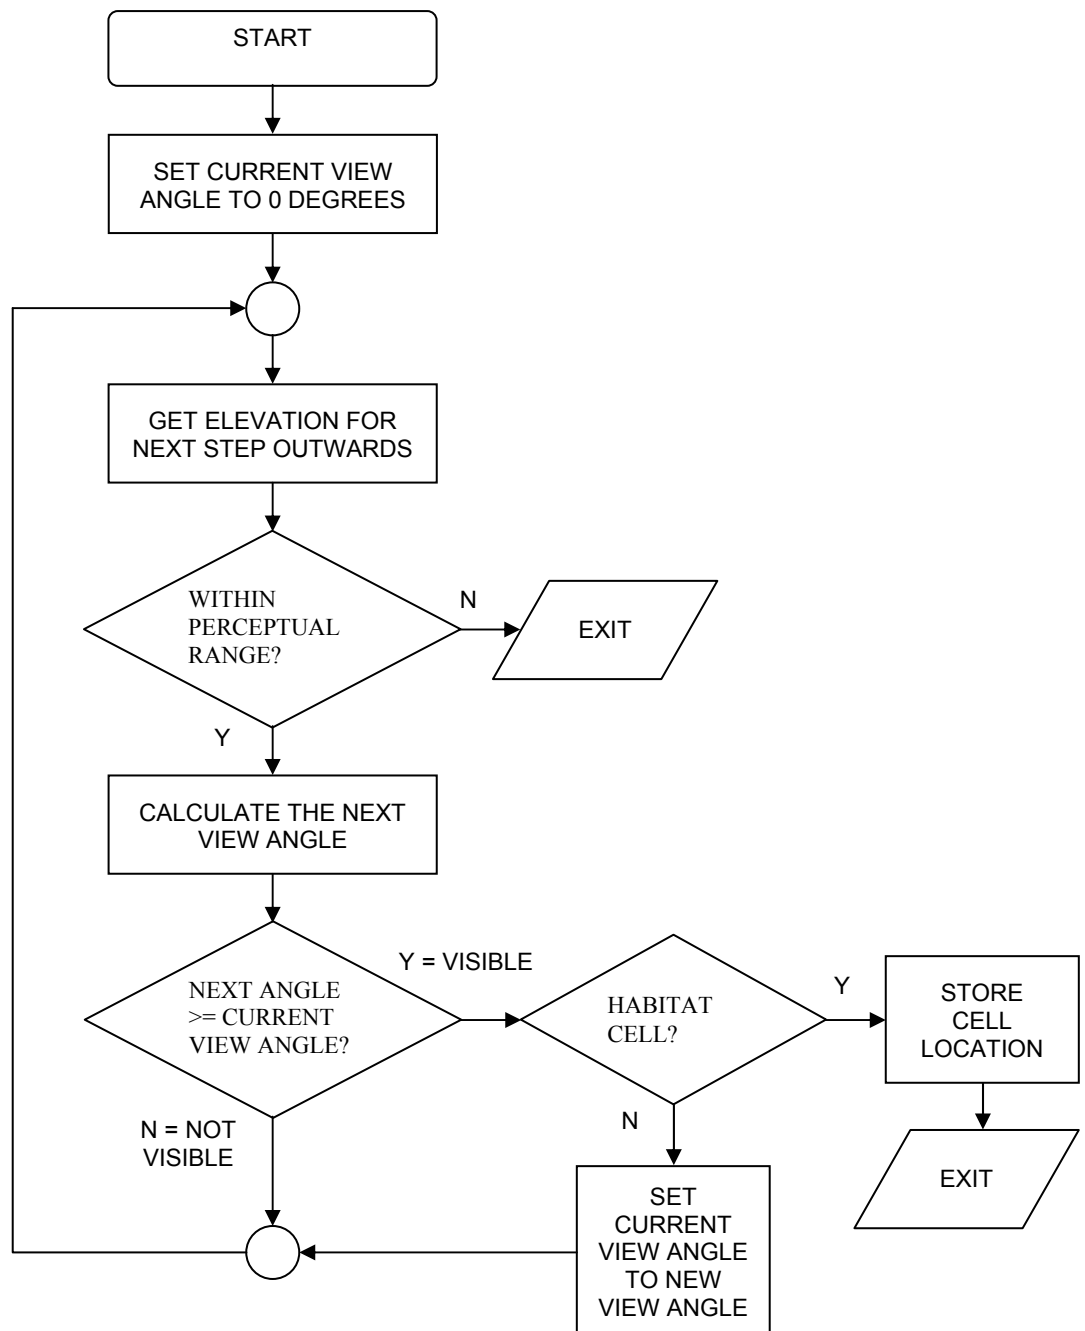 START
SET CURRENT VIEW
ANGLE TO 0 DEGREES
GET ELEVATION FOR
NEXT STEP OUTWARDS
WITHIN
PERCEPTUAL
RANGE?
N
EXIT
Y
CALCULATE THE NEXT
VIEW ANGLE
NEXT ANGLE
>= CURRENT
VIEW ANGLE?
Y = VISIBLE
HABITAT
CELL?
Y
STORE
CELL
LOCATION
N = NOT
VISIBLE
N
EXIT
SET
CURRENT
VIEW ANGLE
TO NEW
VIEW ANGLE